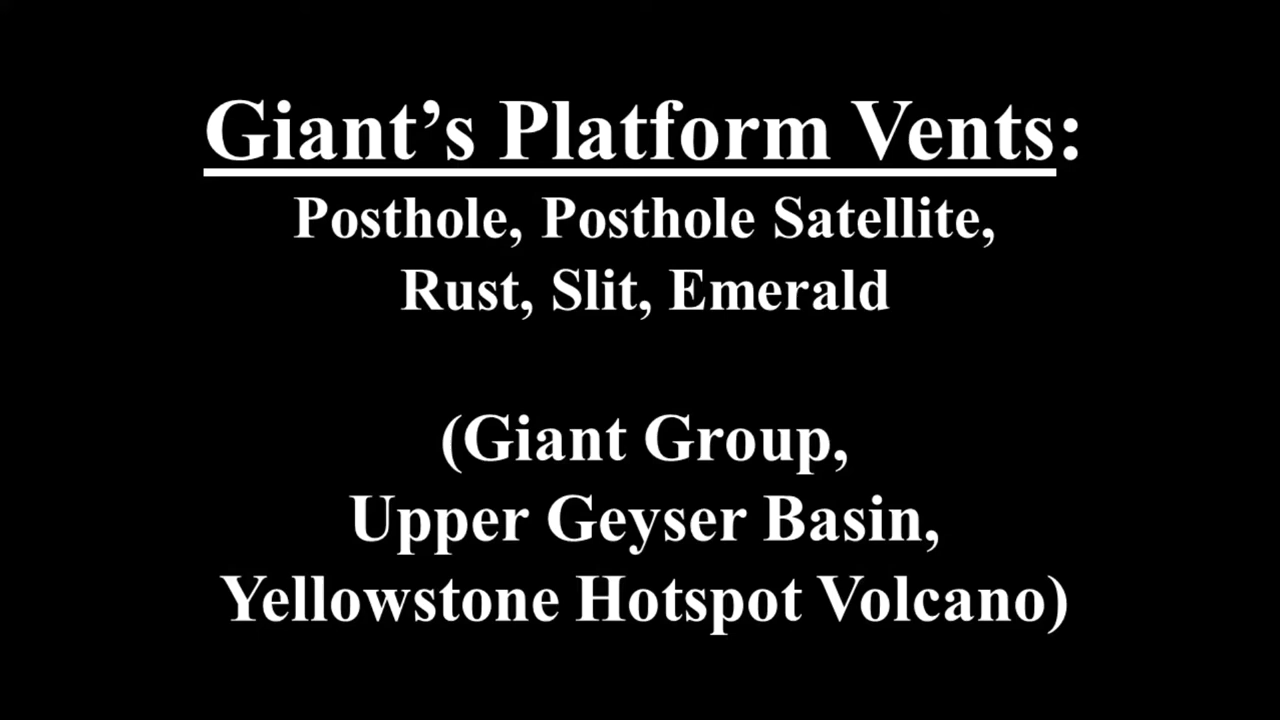 Giant’s Platform Vents:
Posthole, Posthole Satellite,
Rust, Slit, Emerald
(Giant Group,
Upper Geyser Basin,
Yellowstone Hotspot Volcano)